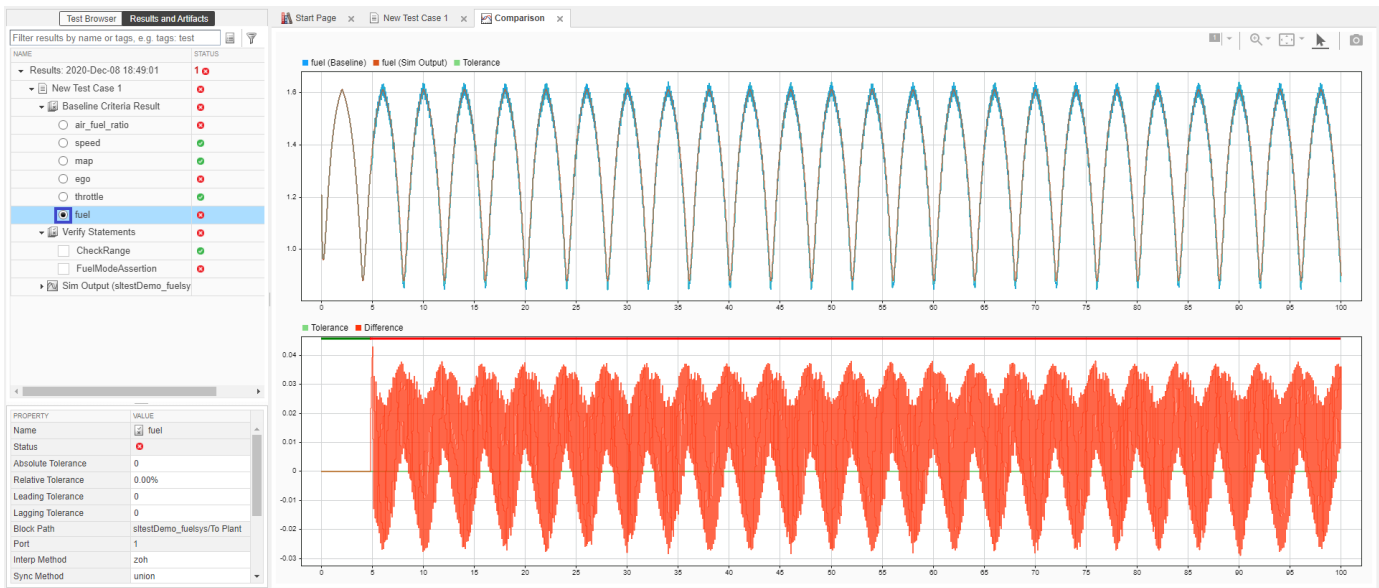 Test Browser Results and Artifacts
Filter results by name or tags, e.g. tags: test
NAME STATUS
Results: 2020-Dec-08 18:49:01 1
New Test Case 1
Baseline Criteria Result
air_fuel_ratio
speed
map
ego
throttle
fuel
Verify Statements
CheckRange
FuelModeAssertion
Sim Output (sltestDemo_fuelsy
PROPERTY VALUE
Name fuel
Status
Absolute Tolerance 0
Relative Tolerance 0.00%
Leading Tolerance 0
Lagging Tolerance 0
Block Path sltestDemo_fuelsys/To Plant
Port 1
Interp Method zoh
Sync Method union
Start Page New Test Case 1 Comparison
1
fuel (Baseline) fuel (Sim Output) Tolerance
1.6
1.4
1.2
1.0
0 5 10 15 20 25 30 35 40 45 50 55 60 65 70 75 80 85 90 95 100
Tolerance Difference
0.04
0.03
0.02
0.01
0
-0.01
-0.02
-0.03
0 5 10 15 20 25 30 35 40 45 50 55 60 65 70 75 80 85 90 95 100